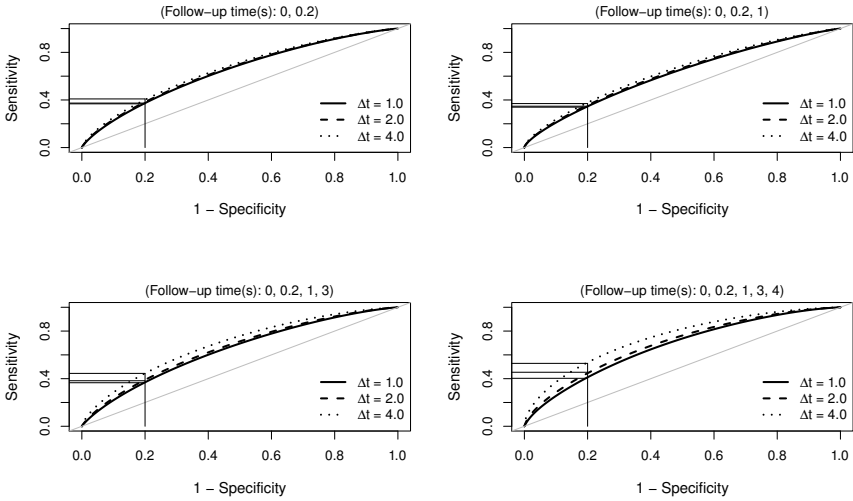 (Follow−up time(s): 0, 0.2)
Sensitivity
0.0 0.4 0.8
Δt = 1.0
Δt = 2.0
Δt = 4.0
0.0 0.2 0.4 0.6 0.8 1.0
1 − Specificity
(Follow−up time(s): 0, 0.2, 1)
Sensitivity
0.0 0.4 0.8
Δt = 1.0
Δt = 2.0
Δt = 4.0
0.0 0.2 0.4 0.6 0.8 1.0
1 − Specificity
(Follow−up time(s): 0, 0.2, 1, 3)
Sensitivity
0.0 0.4 0.8
Δt = 1.0
Δt = 2.0
Δt = 4.0
0.0 0.2 0.4 0.6 0.8 1.0
1 − Specificity
(Follow−up time(s): 0, 0.2, 1, 3, 4)
Sensitivity
0.0 0.4 0.8
Δt = 1.0
Δt = 2.0
Δt = 4.0
0.0 0.2 0.4 0.6 0.8 1.0
1 − Specificity